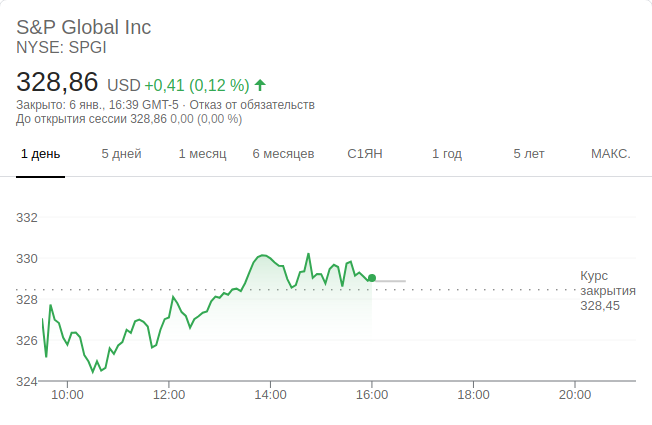 S&P Global Inc
NYSE: SPGI
328,86 USD +0,41 (0,12 %)
Закрыто: 6 янв., 16:39 GMT-5 · Отказ от обязательств
До открытия сессии 328,86 0,00 (0,00 %)
1 день 5 дней 1 месяц 6 месяцев С1ЯН 1 год 5 лет МАКС.
332
330
Курс
закрытия
328,45
328
326
324
10:00 12:00 14:00 16:00 18:00 20:00